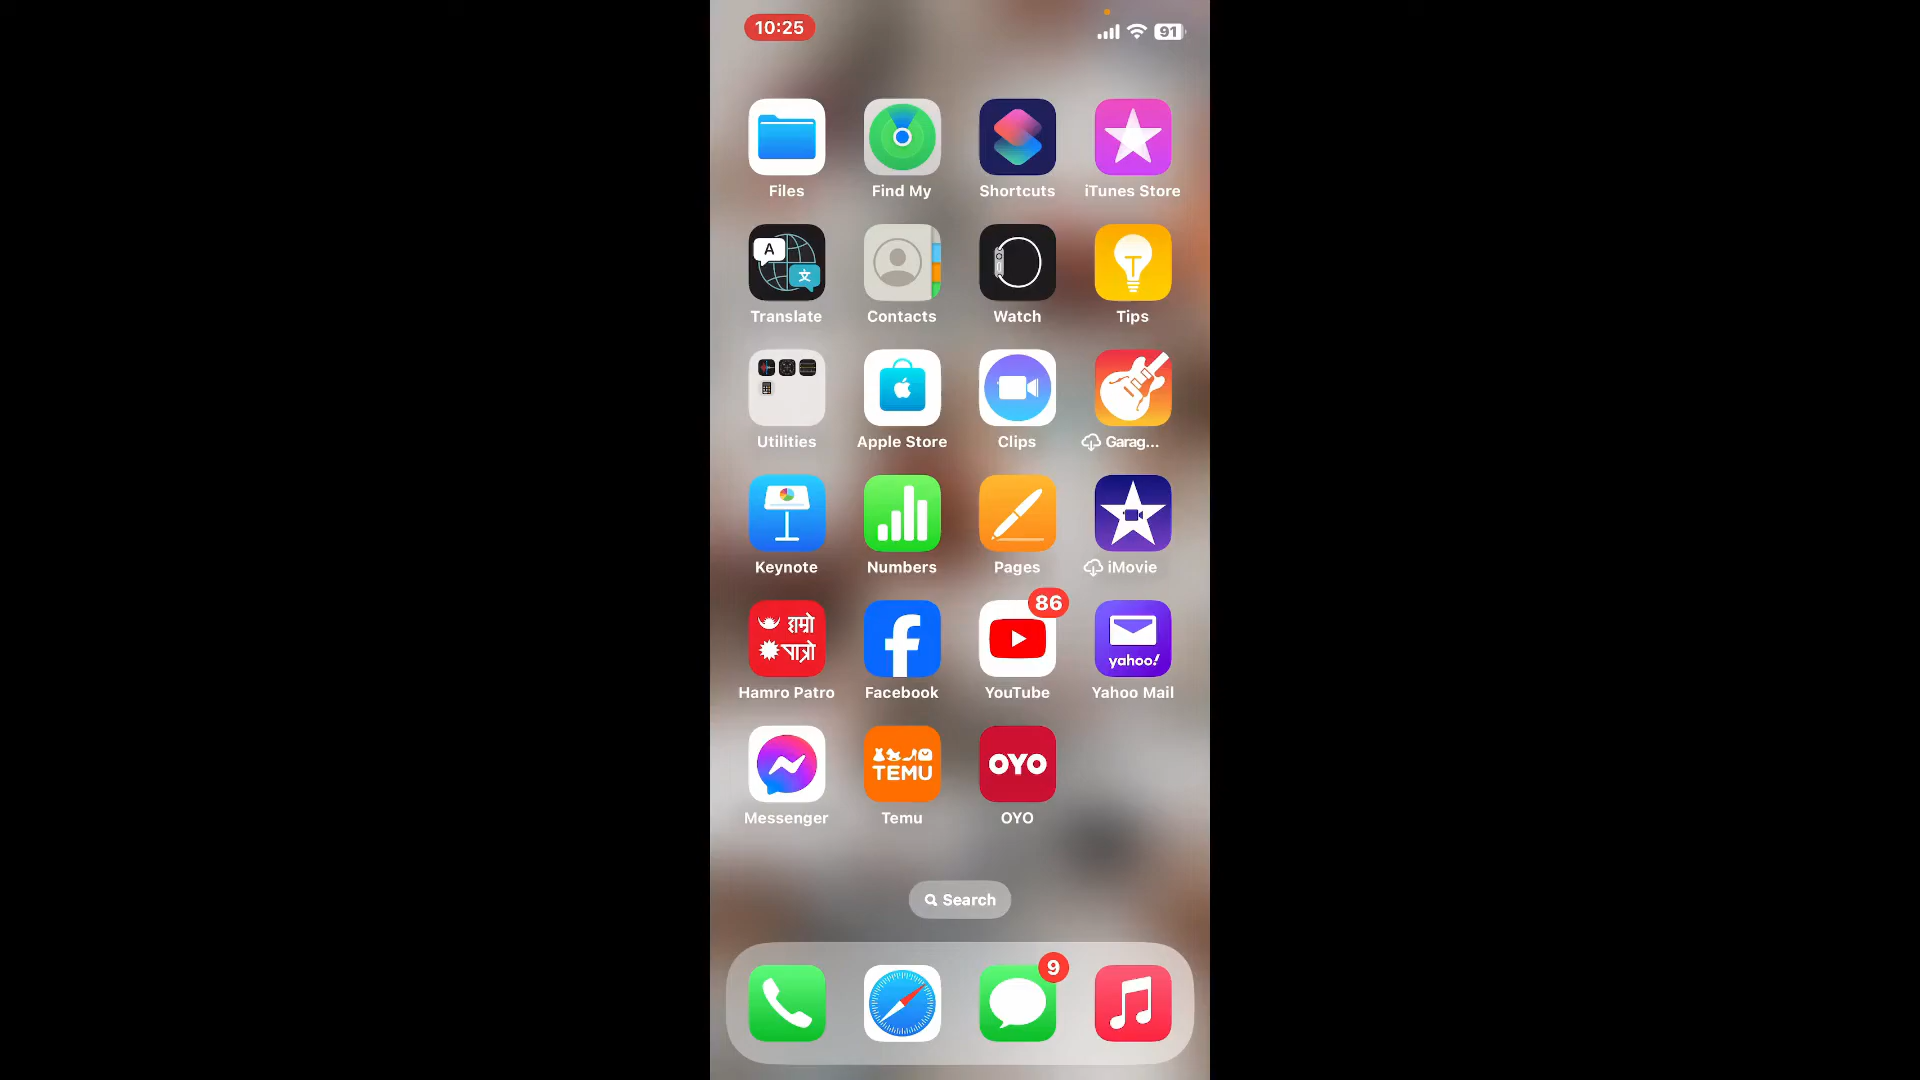 10:25
91
Files
Find My
Shortcuts
iTunes Store
A
文
Translate
Contacts
Watch
Tips
Utilities
Apple Store
Clips
Garag...
Keynote
Numbers
Pages
iMovie
हाम्रो
पात्रो
86
yahoo!
Hamro Patro
Facebook
YouTube
Yahoo Mail
TEMU
OYO
Messenger
Temu
OYO
Search
9